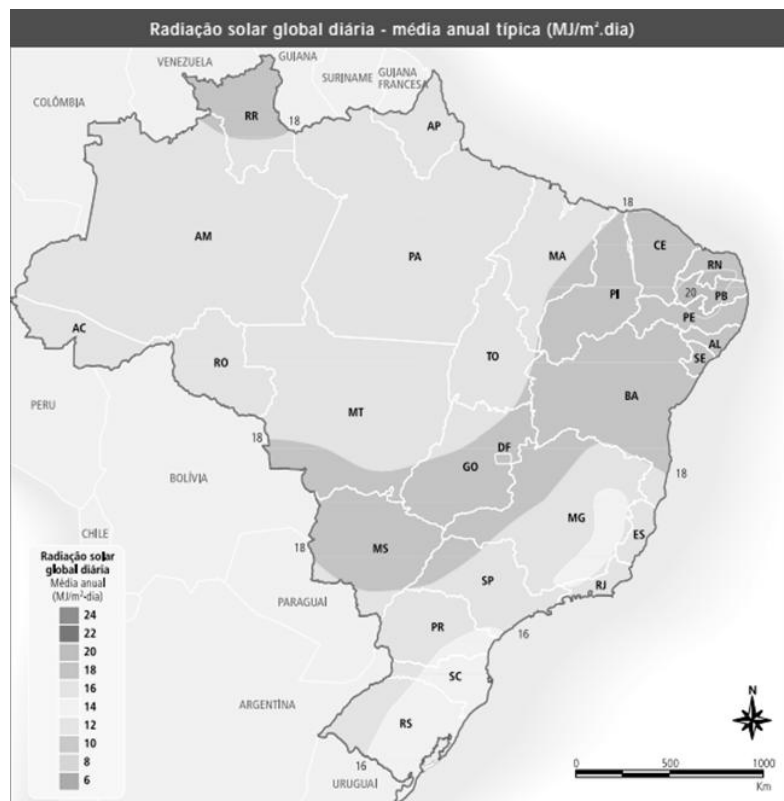 Radiação solar global diária - média anual típica (MJ/m².dia)
VENEZUELA
GUIANA
SURINAME
GUIANA
FRANCESA
COLÔMBIA
RR
18
AP
18
AM
PA
MA
CE
RN
20
PB
PI
PE
AC
AL
SE
RO
TO
BA
PERU
MT
18
DF
GO
BOLÍVIA
18
MG
ES
CHILE
18
MS
SP
RJ
PARAGUAÍ
PR
16
SC
ARGENTINA
RS
16
URUGUAÍ
Radiação solar
global diária
Média anual
(MJ/m²-dia)
24
22
20
18
16
14
12
10
8
6
N
0 500 1000
Km